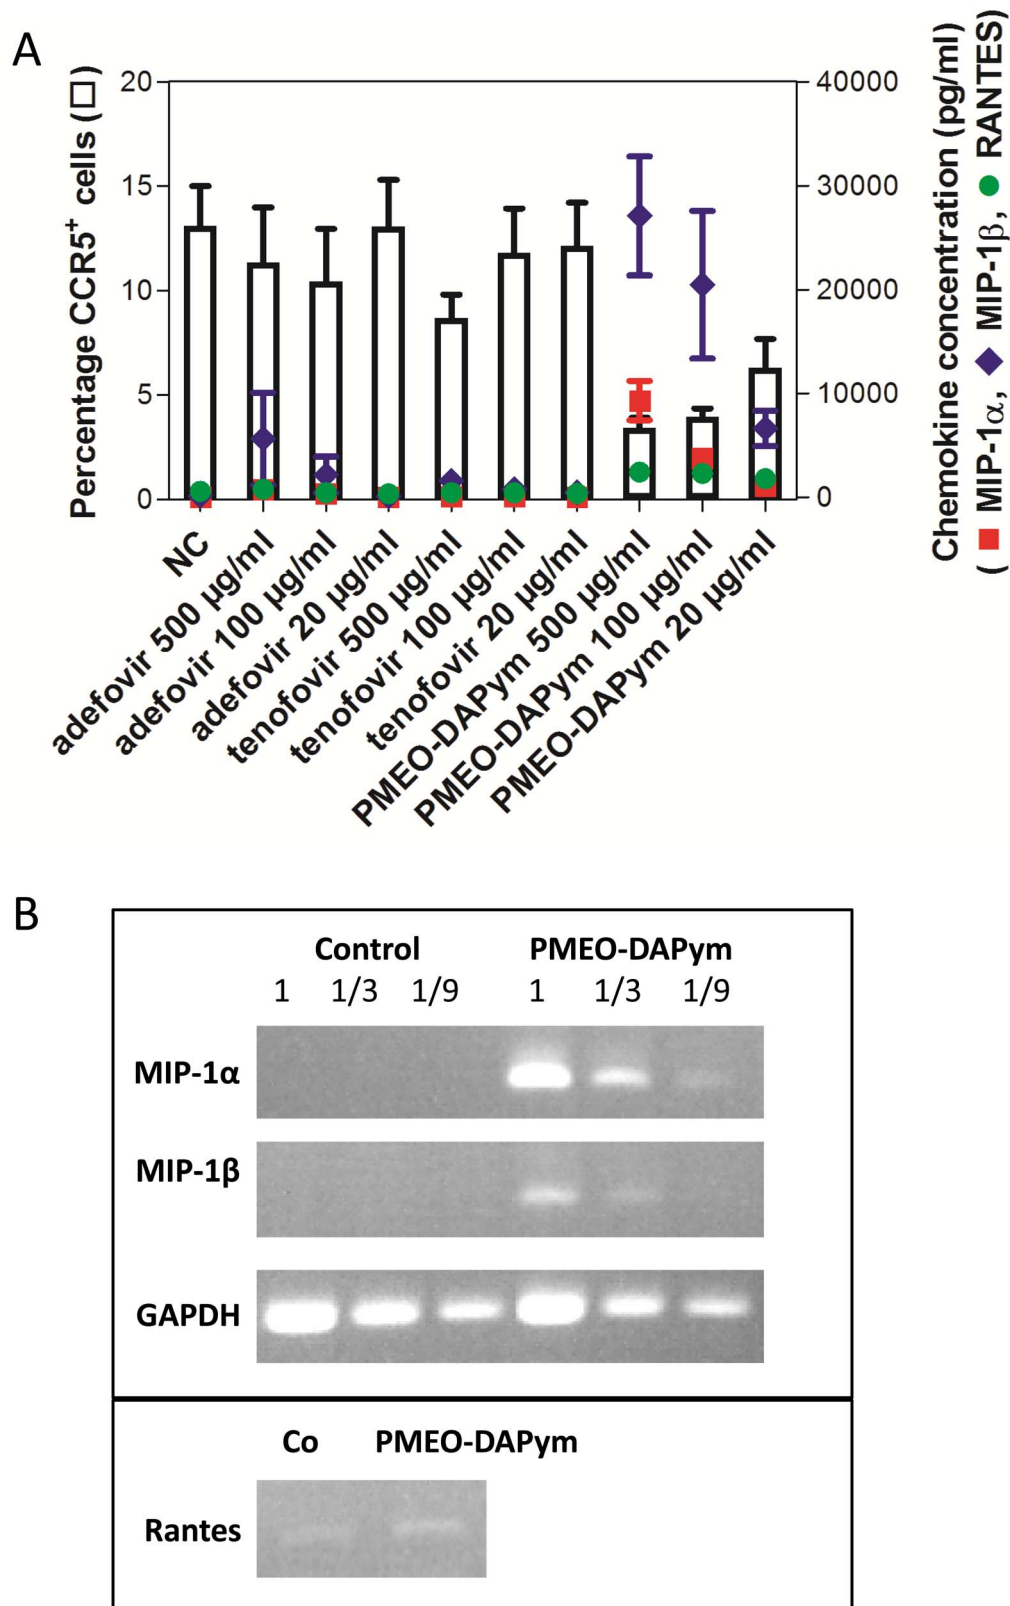 A
Percentage CCR5+ cells (□)
20
15
10
5
0
40000
30000
20000
10000
0
Chemokine concentration (pg/ml)
(■ MIP-1α, ◆ MIP-1β, ● RANTES)
NC
adefovir 500 µg/ml
adefovir 100 µg/ml
adefovir 20 µg/ml
tenofovir 500 µg/ml
tenofovir 100 µg/ml
tenofovir 20 µg/ml
PMEO-DAPym 500 µg/ml
PMEO-DAPym 100 µg/ml
PMEO-DAPym 20 µg/ml
B
Control PMEO-DAPym
1 1/3 1/9 1 1/3 1/9
MIP-1α
MIP-1β
GAPDH
Co PMEO-DAPym
Rantes